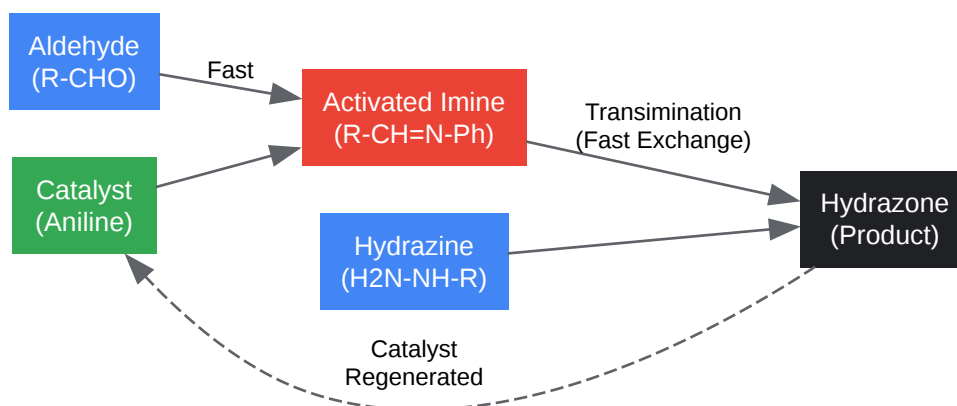 Aldehyde
(R-CHO)
Fast
Activated Imine
(R-CH=N-Ph)
Transimination
(Fast Exchange)
Catalyst
(Aniline)
Hydrazine
(H2N-NH-R)
Hydrazone
(Product)
Catalyst
Regenerated